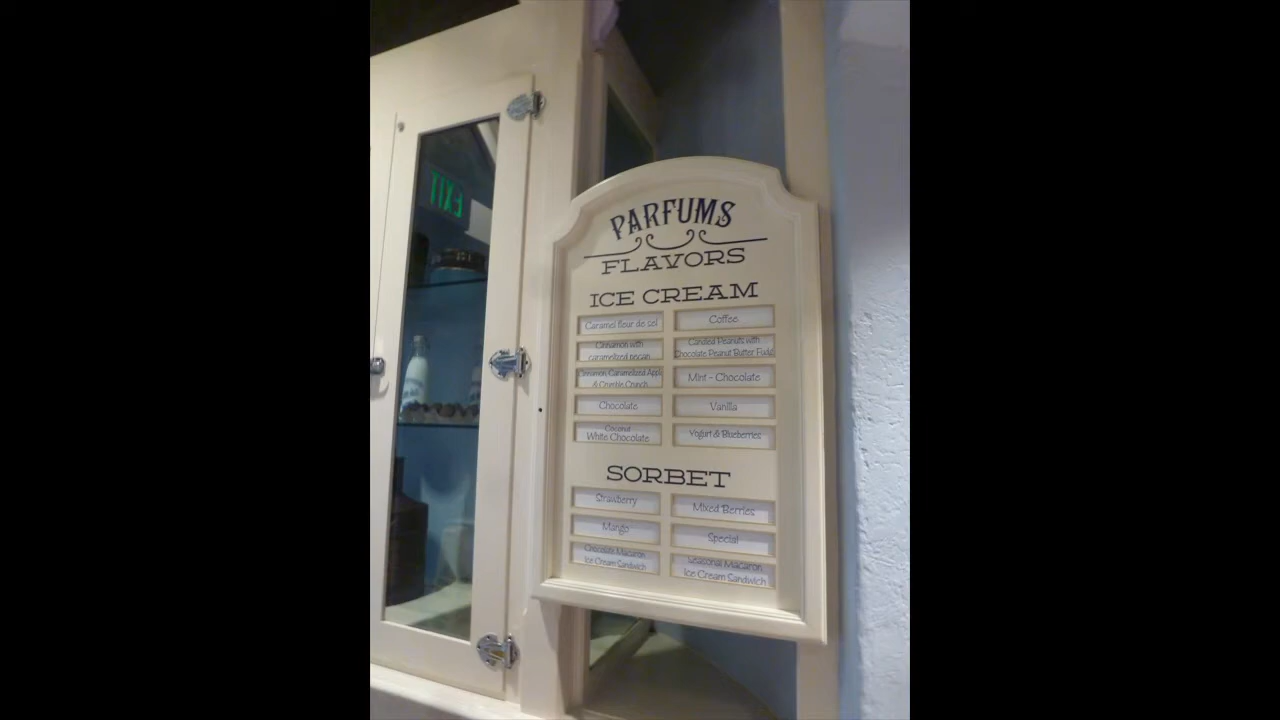 EXIT
PARFUMS
FLAVORS
ICE CREAM
Caramel fleur de sel
Coffee
Cinnamon with
caramelized pecan
Candied Peanuts with
Chocolate Peanut Butter Fudge
Cinnamon, Caramelized Apple
& Crumble Crunch
Mint - Chocolate
Chocolate
Vanilla
Coconut
White Chocolate
Yogurt & Blueberries
SORBET
Strawberry
Mixed Berries
Mango
Special
Chocolate Macaron
Ice Cream Sandwich
Seasonal Macaron
Ice Cream Sandwich